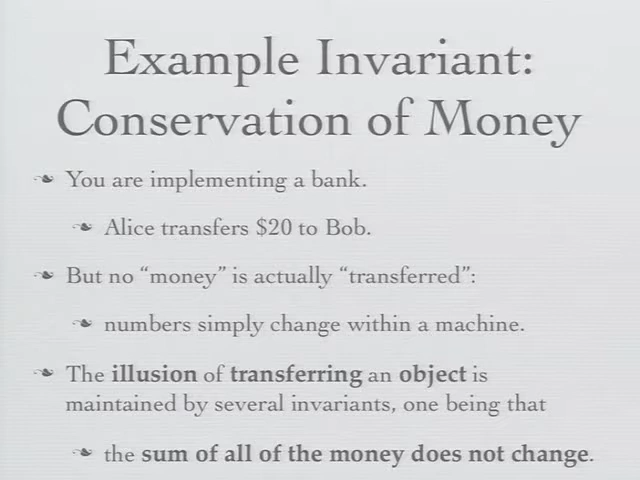 Example Invariant:
Conservation of Money
You are implementing a bank.
Alice transfers $20 to Bob.
But no “money” is actually “transferred”:
numbers simply change within a machine.
The illusion of transferring an object is
maintained by several invariants, one being that
the sum of all of the money does not change.